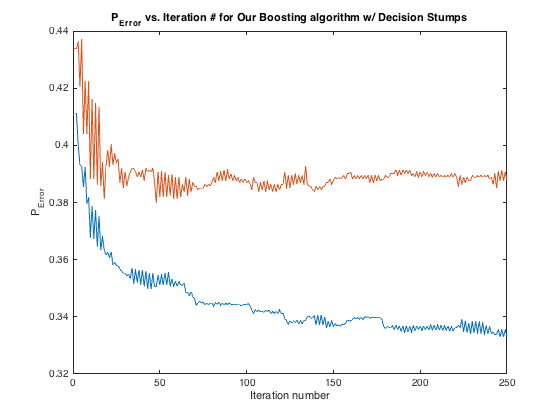 P_Error vs. Iteration # for Our Boosting algorithm w/ Decision Stumps
0.44
0.42
0.4
0.38
0.36
0.34
0.32
P_Error
0 50 100 150 200 250
Iteration number